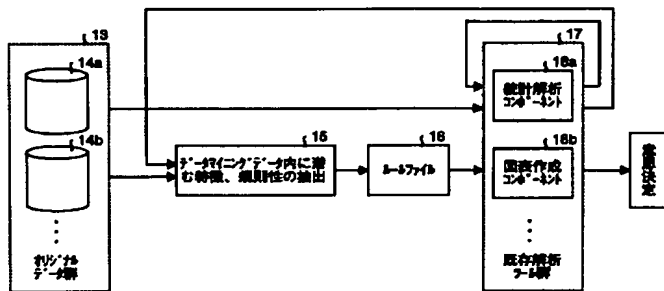 13
14a
14b
オリジナル
データ群
15
データマイニングデータ内に潜
む特徴、規則性の抽出
16
ルールファイル
17
18a
統計解析
コンポーネント
18b
図表作成
コンポーネント
既存解析
ツール群